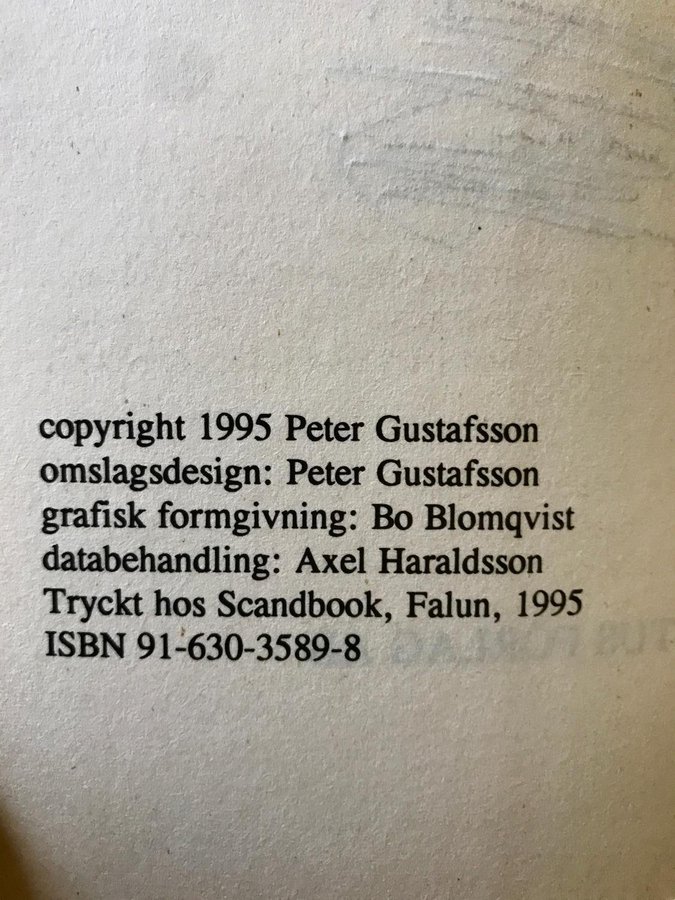 copyright 1995 Peter Gustafsson
omslagsdesign: Peter Gustafsson
grafisk formgivning: Bo Blomqvist
databehandling: Axel Haraldsson
Tryckt hos Scandbook, Falun, 1995
ISBN 91-630-3589-8